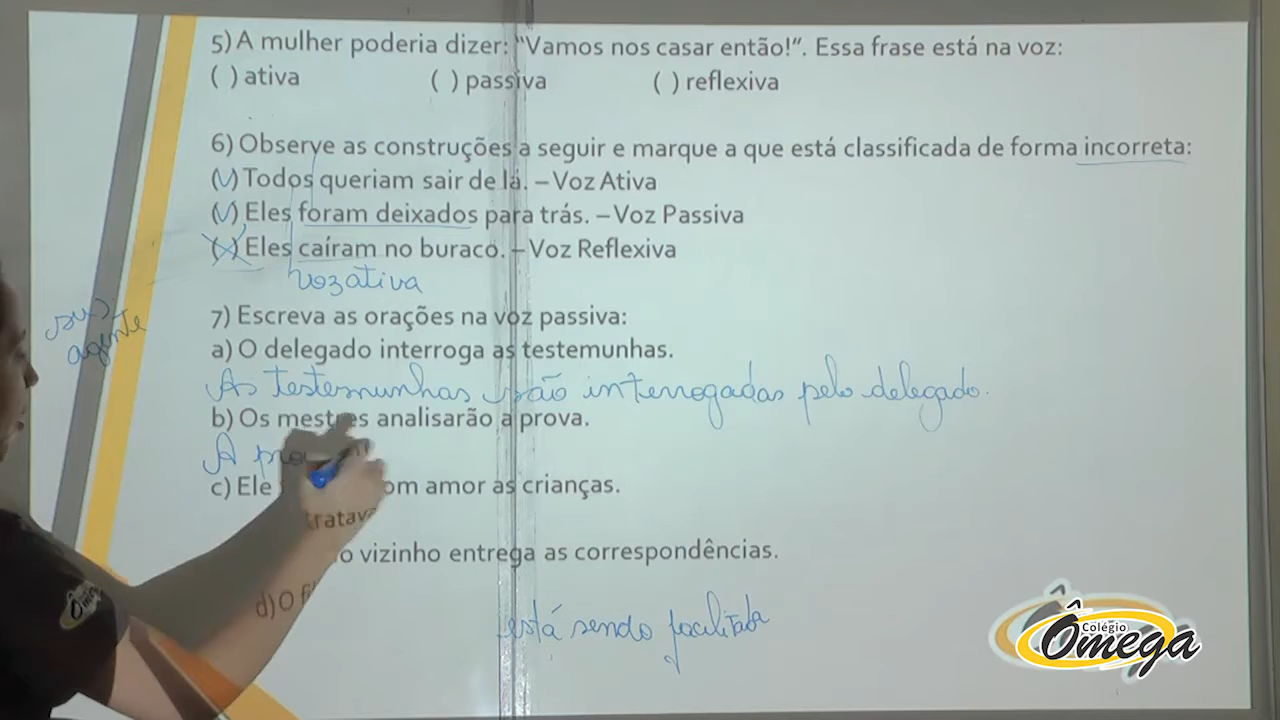 5) A mulher poderia dizer: “Vamos nos casar então!”. Essa frase está na voz:
( ) ativa ( ) passiva ( ) reflexiva
6) Observe as construções a seguir e marque a que está classificada de forma incorreta:
(V) Todos queriam sair de lá. – Voz Ativa
(V) Eles foram deixados para trás. – Voz Passiva
(X) Eles caíram no buraco. – Voz Reflexiva
Voz ativa
suj.
agente
7) Escreva as orações na voz passiva:
a) O delegado interroga as testemunhas.
As testemunhas são interrogadas pelo delegado.
b) Os mestres analisarão a prova.
A
c) Ele com amor as crianças.
tratava
d) O vizinho entrega as correspondências.
está sendo facilitada
Ômega
Colégio
Ômega